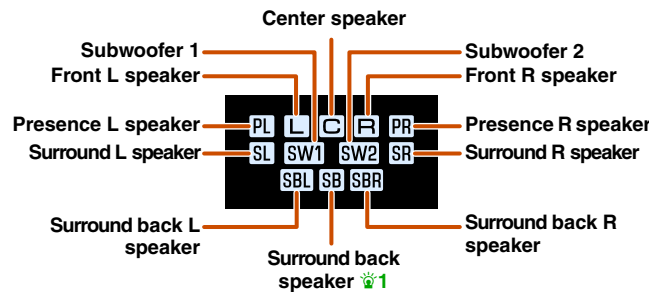 Center speaker
Subwoofer 1
Subwoofer 2
Front L speaker
Front R speaker
PL L C R PR
Presence L speaker
Presence R speaker
SL SW1 SW2 SR
Surround L speaker
Surround R speaker
SBL SB SBR
Surround back L
speaker
Surround back R
speaker
Surround back
speaker 1